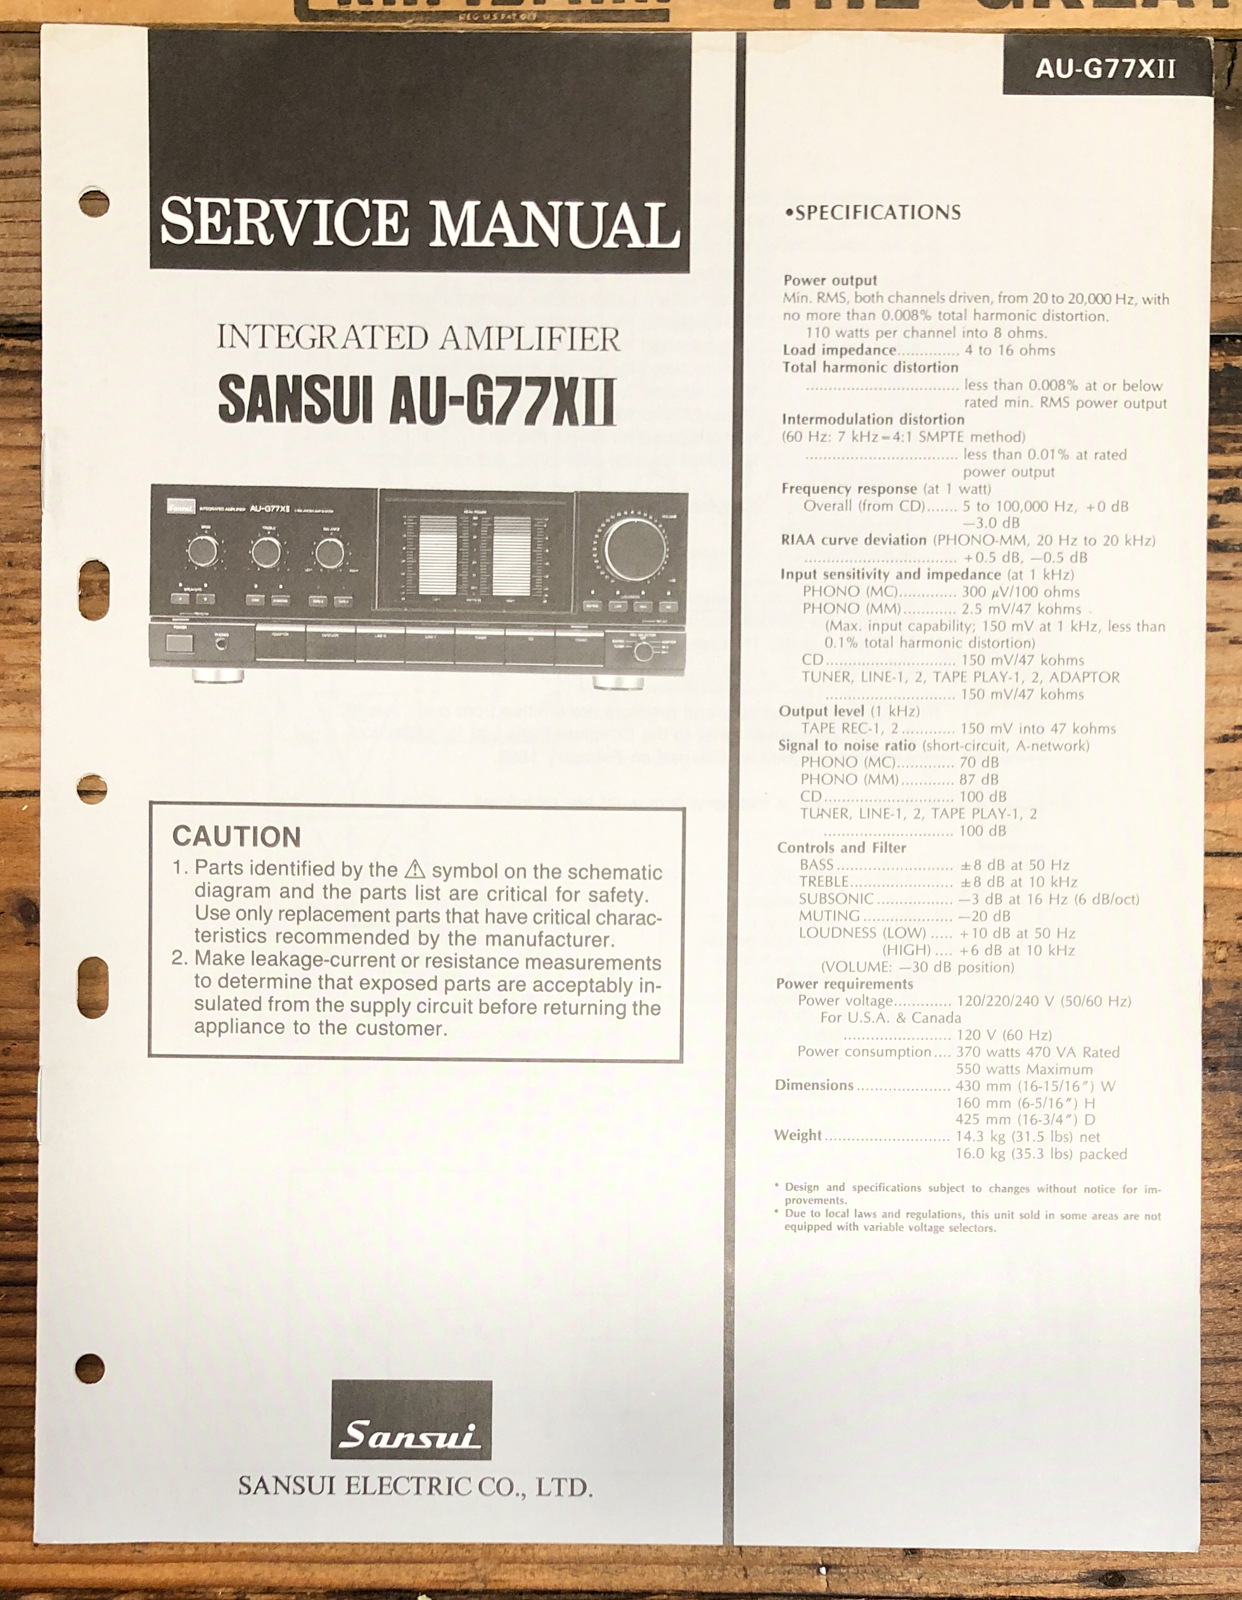 REG US PAT OFF
THE GREAT
SERVICE MANUAL
INTEGRATED AMPLIFIER
SANSUI AU-G77XII
Sansui INTEGRATED AMPLIFIER AU-G77XII
BASS TREBLE BALANCE
VOLUME
CAUTION
1. Parts identified by the ⚠ symbol on the schematic
diagram and the parts list are critical for safety.
Use only replacement parts that have critical charac-
teristics recommended by the manufacturer.
2. Make leakage-current or resistance measurements
to determine that exposed parts are acceptably in-
sulated from the supply circuit before returning the
appliance to the customer.
Sansui
SANSUI ELECTRIC CO., LTD.
AU-G77XII
•SPECIFICATIONS
Power output
Min. RMS, both channels driven, from 20 to 20,000 Hz, with
no more than 0.008% total harmonic distortion.
110 watts per channel into 8 ohms.
Load impedance.............. 4 to 16 ohms
Total harmonic distortion
.................................. less than 0.008% at or below
rated min. RMS power output
Intermodulation distortion
(60 Hz: 7 kHz=4:1 SMPTE method)
.................................. less than 0.01% at rated
power output
Frequency response (at 1 watt)
Overall (from CD)....... 5 to 100,000 Hz, +0 dB
−3.0 dB
RIAA curve deviation (PHONO-MM, 20 Hz to 20 kHz)
.................................. +0.5 dB, −0.5 dB
Input sensitivity and impedance (at 1 kHz)
PHONO (MC)............. 300 μV/100 ohms
PHONO (MM)............ 2.5 mV/47 kohms
(Max. input capability; 150 mV at 1 kHz, less than
0.1% total harmonic distortion)
CD............................. 150 mV/47 kohms
TUNER, LINE-1, 2, TAPE PLAY-1, 2, ADAPTOR
............................. 150 mV/47 kohms
Output level (1 kHz)
TAPE REC-1, 2............ 150 mV into 47 kohms
Signal to noise ratio (short-circuit, A-network)
PHONO (MC)............. 70 dB
PHONO (MM)............ 87 dB
CD............................. 100 dB
TUNER, LINE-1, 2, TAPE PLAY-1, 2
............................. 100 dB
Controls and Filter
BASS.......................... ±8 dB at 50 Hz
TREBLE....................... ±8 dB at 10 kHz
SUBSONIC................. −3 dB at 16 Hz (6 dB/oct)
MUTING.................... −20 dB
LOUDNESS (LOW)..... +10 dB at 50 Hz
(HIGH).... +6 dB at 10 kHz
(VOLUME: −30 dB position)
Power requirements
Power voltage............. 120/220/240 V (50/60 Hz)
For U.S.A. & Canada
........................ 120 V (60 Hz)
Power consumption.... 370 watts 470 VA Rated
550 watts Maximum
Dimensions..................... 430 mm (16-15/16″) W
160 mm (6-5/16″) H
425 mm (16-3/4″) D
Weight............................ 14.3 kg (31.5 lbs) net
16.0 kg (35.3 lbs) packed
* Design and specifications subject to changes without notice for im-
provements.
* Due to local laws and regulations, this unit sold in some areas are not
equipped with variable voltage selectors.